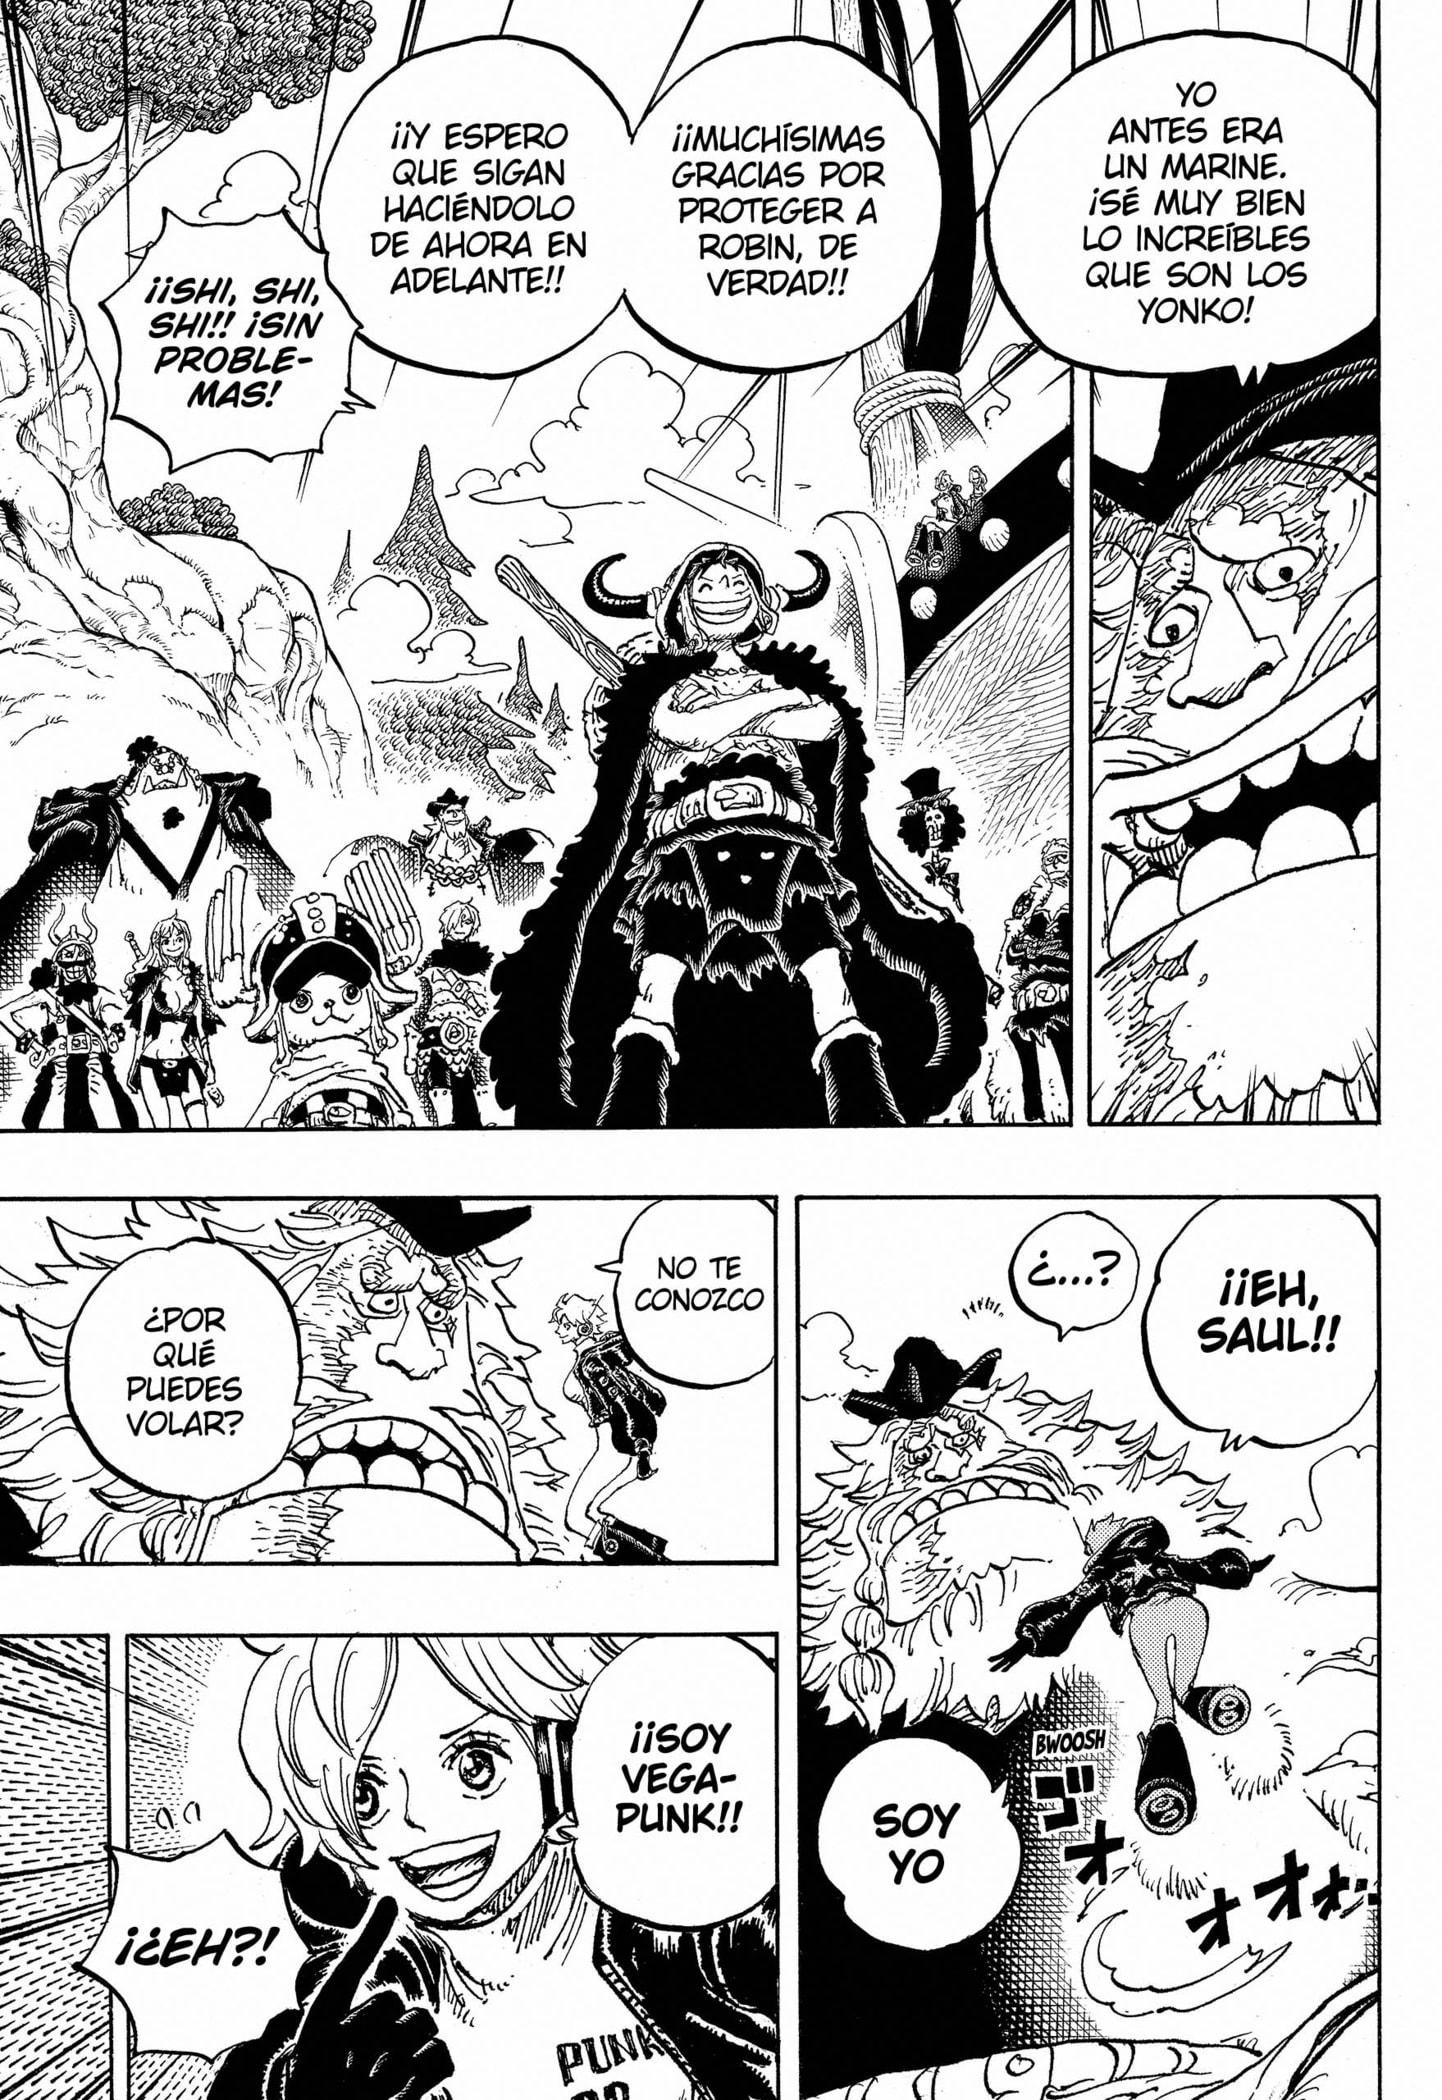 YO
ANTES ERA
UN MARINE.
¡SÉ MUY BIEN
LO INCREÍBLES
QUE SON LOS
YONKO!
¡¡MUCHÍSIMAS
GRACIAS POR
PROTEGER A
ROBIN, DE
VERDAD!!
¡¡Y ESPERO
QUE SIGAN
HACIÉNDOLO
DE AHORA EN
ADELANTE!!
¡¡SHI, SHI,
SHI!! ¡SIN
PROBLE-
MAS!
¡¡EH,
SAUL!!
¿...?
SOY
YO
BWOOSH
ゴオオオオ
NO TE
CONOZCO
¿POR
QUÉ
PUEDES
VOLAR?
¡¡SOY
VEGA-
PUNK!!
¡¿EH?!
PUNK